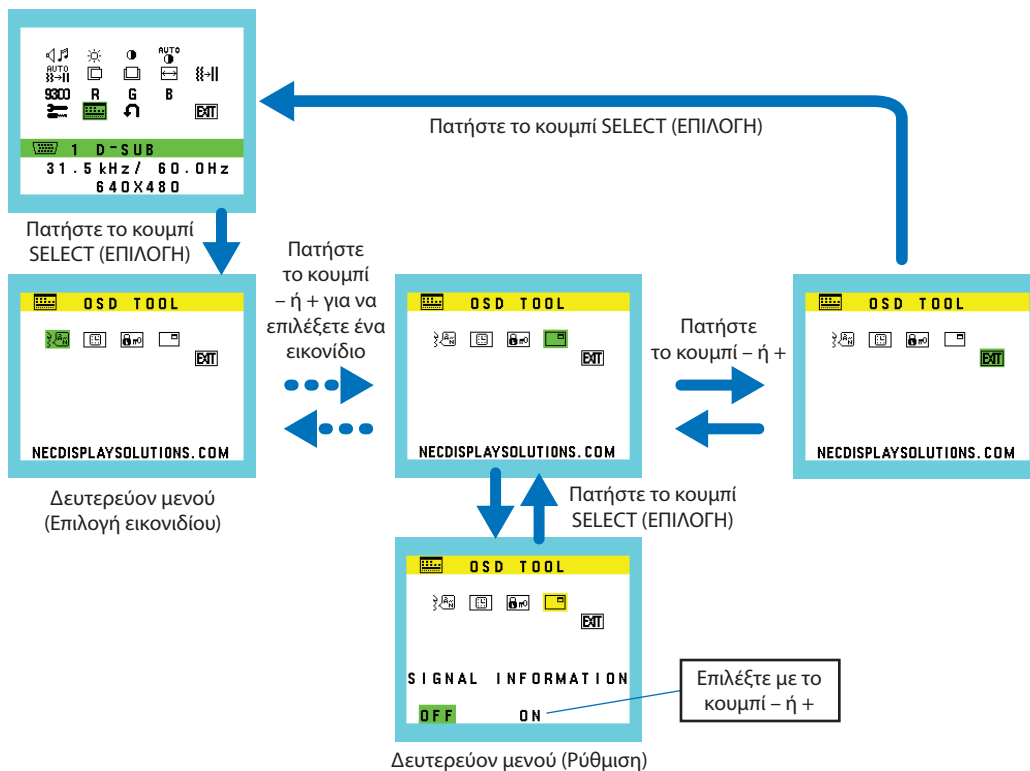 AUTO
AUTO
9300 R G B
EXIT
1 D-SUB
31.5 kHz/ 60.0Hz
640X480
Πατήστε το κουμπί SELECT (ΕΠΙΛΟΓΗ)
Πατήστε το κουμπί
SELECT (ΕΠΙΛΟΓΗ)
OSD TOOL
EXIT
NECDISPLAYSOLUTIONS.COM
Δευτερεύον μενού
(Επιλογή εικονιδίου)
Πατήστε
το κουμπί
– ή + για να
επιλέξετε ένα
εικονίδιο
OSD TOOL
EXIT
NECDISPLAYSOLUTIONS.COM
Πατήστε
το κουμπί – ή +
OSD TOOL
EXIT
NECDISPLAYSOLUTIONS.COM
Πατήστε το κουμπί
SELECT (ΕΠΙΛΟΓΗ)
OSD TOOL
EXIT
SIGNAL INFORMATION
OFF ON
Επιλέξτε με το
κουμπί – ή +
Δευτερεύον μενού (Ρύθμιση)